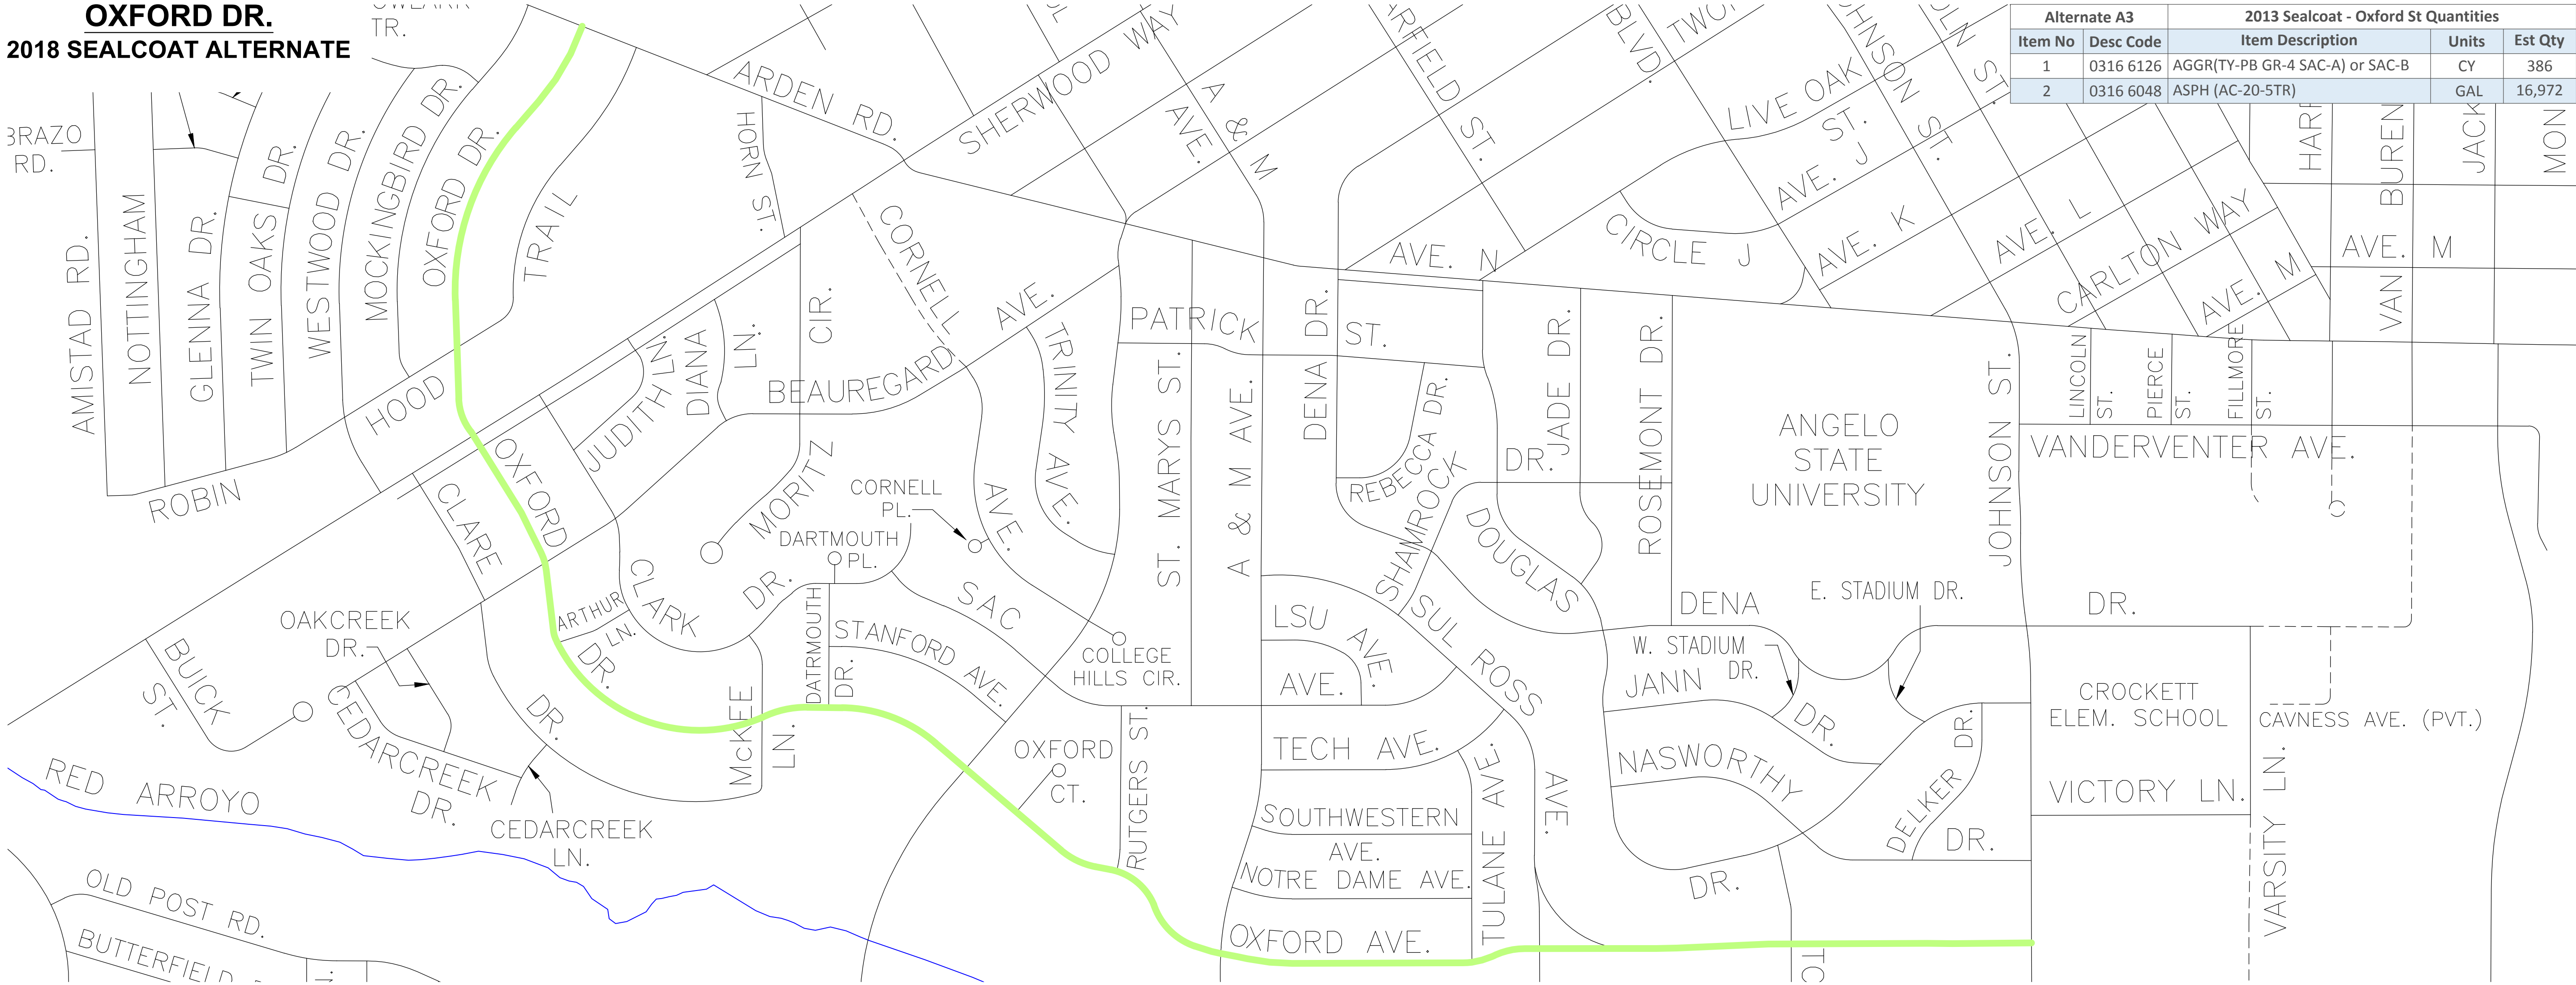 OXFORD DR.
2018 SEALCOAT ALTERNATE
TR.
Alternate A3 2013 Sealcoat - Oxford St Quantities
Item No Desc Code Item Description Units Est Qty
1 0316 6126 AGGR(TY-PB GR-4 SAC-A) or SAC-B CY 386
2 0316 6048 ASPH (AC-20-5TR) GAL 16,972
BRAZO
RD.
AMISTAD RD.
NOTTINGHAM
GLENNA DR.
TWIN OAKS DR.
WESTWOOD DR.
MOCKINGBIRD DR.
OXFORD DR.
TRAIL
HOOD
ROBIN
ARDEN RD.
HORN ST.
SHERWOOD WAY
A & M
AVE.
BLVD.
LIVE OAK
ST.
CIRCLE J
AVE. J
AVE. K
AVE. L
CARLTON WAY
AVE. M
AVE. M
VAN BUREN
JACK
MON
AVE. N
CORNELL
AVE.
BEAUREGARD AVE.
TRINITY AVE.
PATRICK ST.
ST. MARYS ST.
A & M AVE.
DENA DR.
JADE DR.
ROSEMONT DR.
REBECCA DR.
SHAMROCK DR.
DOUGLAS
ANGELO
STATE
UNIVERSITY
JOHNSON ST.
LINCOLN
ST.
PIERCE
ST.
FILLMORE
ST.
VANDERVENTER AVE.
JUDITH LN.
DIANA LN.
MORITZ CIR.
CORNELL
PL.
DARTMOUTH
PL.
CLARE DR.
OXFORD DR.
CLARK DR.
ARTHUR
LN.
OAKCREEK
DR.
BUICK
ST.
CEDARCREEK
DR.
CEDARCREEK
LN.
McKEE
LN.
DATRMOUTH
DR.
STANFORD AVE.
SAC
COLLEGE
HILLS CIR.
OXFORD
CT.
RUTGERS ST.
LSU AVE.
AVE.
SUL ROSS
AVE.
TECH AVE.
SOUTHWESTERN
AVE.
NOTRE DAME AVE.
TULANE AVE.
OXFORD AVE.
DENA DR.
W. STADIUM
DR.
E. STADIUM DR.
JANN DR.
NASWORTHY DR.
DELKER DR.
DR.
CROCKETT
ELEM. SCHOOL
CAVNESS AVE. (PVT.)
VICTORY LN.
VARSITY LN.
RED ARROYO
OLD POST RD.
BUTTERFIELD